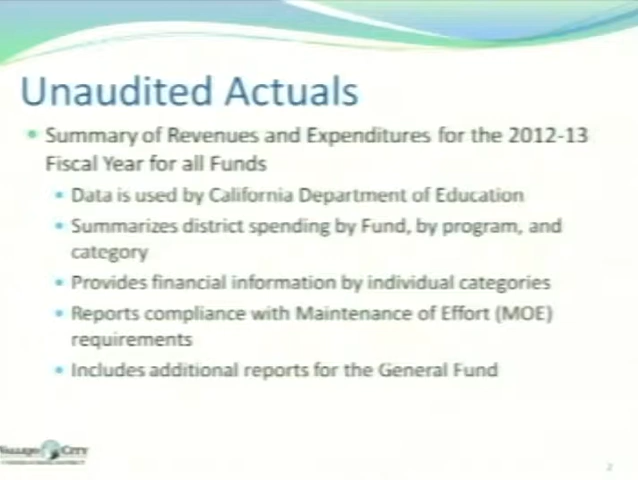 Unaudited Actuals
• Summary of Revenues and Expenditures for the 2012-13
Fiscal Year for all Funds
• Data is used by California Department of Education
• Summarizes district spending by Fund, by program, and
category
• Provides financial information by individual categories
• Reports compliance with Maintenance of Effort (MOE)
requirements
• Includes additional reports for the General Fund
City
2